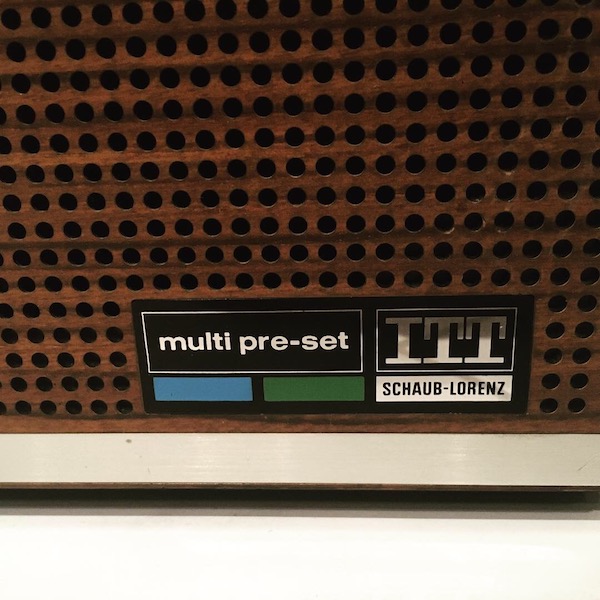 multi pre-set
ITT
SCHAUB-LORENZ